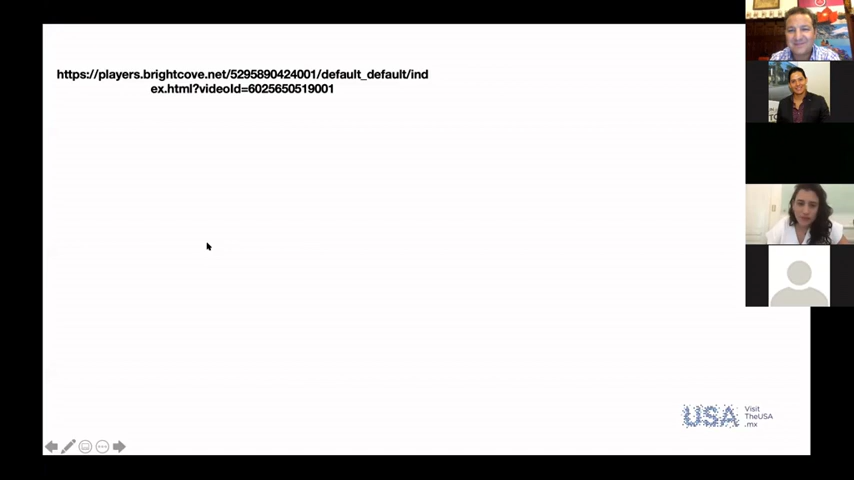 https://players.brightcove.net/5295890424001/default_default/ind
ex.html?videoId=6025650519001
USA
Visit
TheUSA
.mx